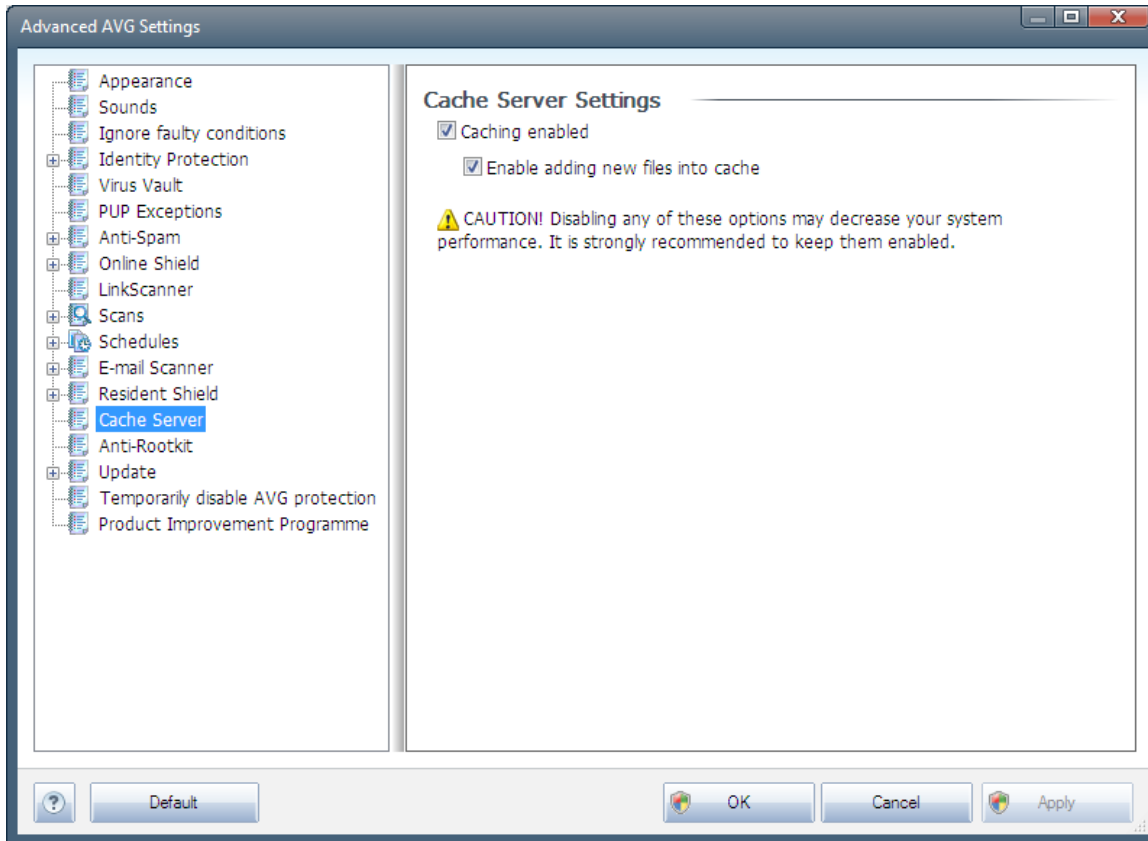 Advanced AVG Settings
Appearance
Sounds
Ignore faulty conditions
Identity Protection
Virus Vault
PUP Exceptions
Anti-Spam
Online Shield
LinkScanner
Scans
Schedules
E-mail Scanner
Resident Shield
Cache Server
Anti-Rootkit
Update
Temporarily disable AVG protection
Product Improvement Programme
Cache Server Settings
Caching enabled
Enable adding new files into cache
CAUTION! Disabling any of these options may decrease your system
performance. It is strongly recommended to keep them enabled.
?
Default
OK
Cancel
Apply